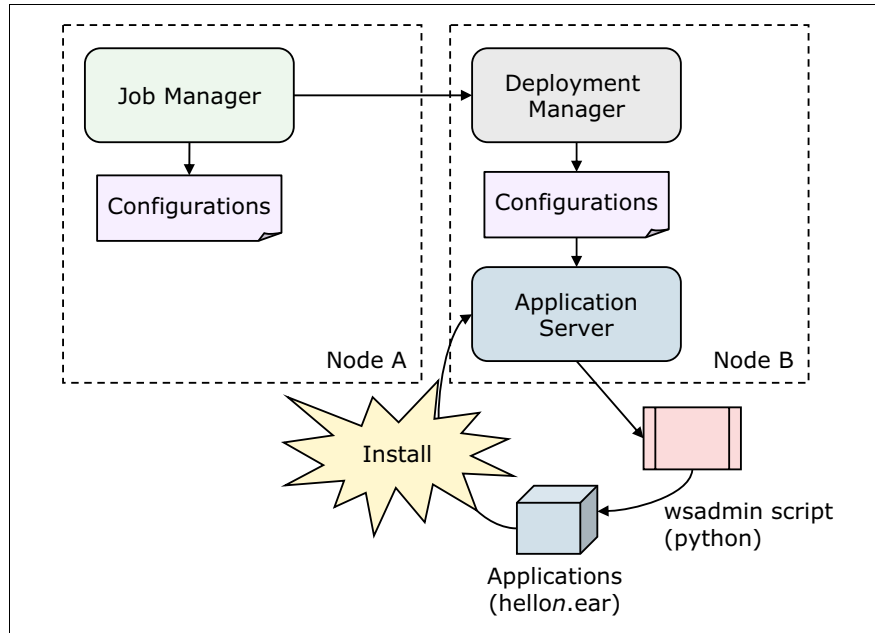 Job Manager
Deployment
Manager
Configurations
Configurations
Application
Server
Node A
Node B
Install
wsadmin script
(python)
Applications
(hellon.ear)